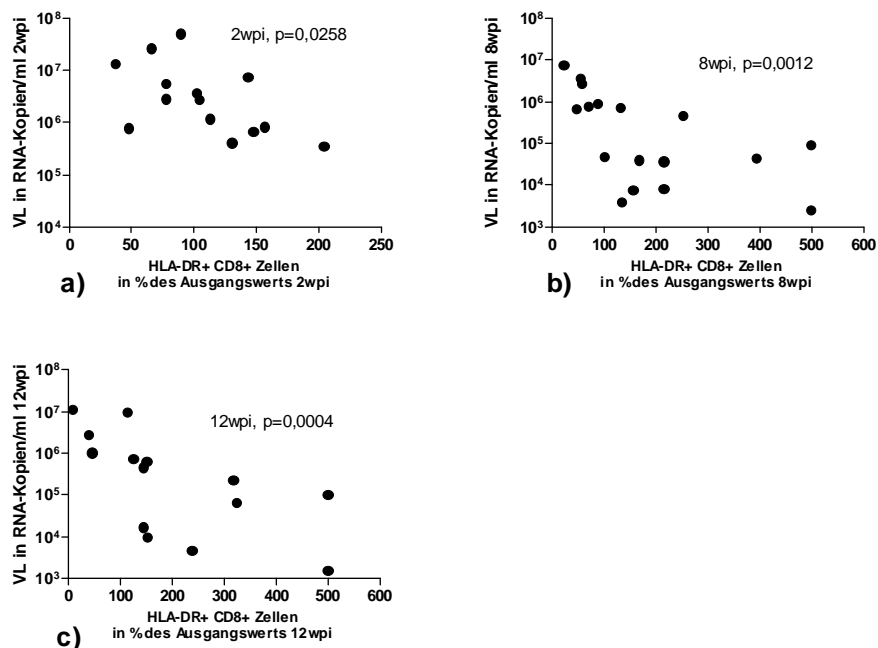 VL in RNA-Kopien/ml 2wpi
10⁸
10⁷
10⁶
10⁵
10⁴
2wpi, p=0,0258
0 50 100 150 200 250
HLA-DR+ CD8+ Zellen
in %des Ausgangswerts 2wpi
a)
VL in RNA-Kopien/ml 8wpi
10⁸
10⁷
10⁶
10⁵
10⁴
10³
8wpi, p=0,0012
0 100 200 300 400 500 600
HLA-DR+ CD8+ Zellen
in %des Ausgangswerts 8wpi
b)
VL in RNA-Kopien/ml 12wpi
10⁸
10⁷
10⁶
10⁵
10⁴
10³
12wpi, p=0,0004
0 100 200 300 400 500 600
HLA-DR+ CD8+ Zellen
in %des Ausgangswerts 12wpi
c)